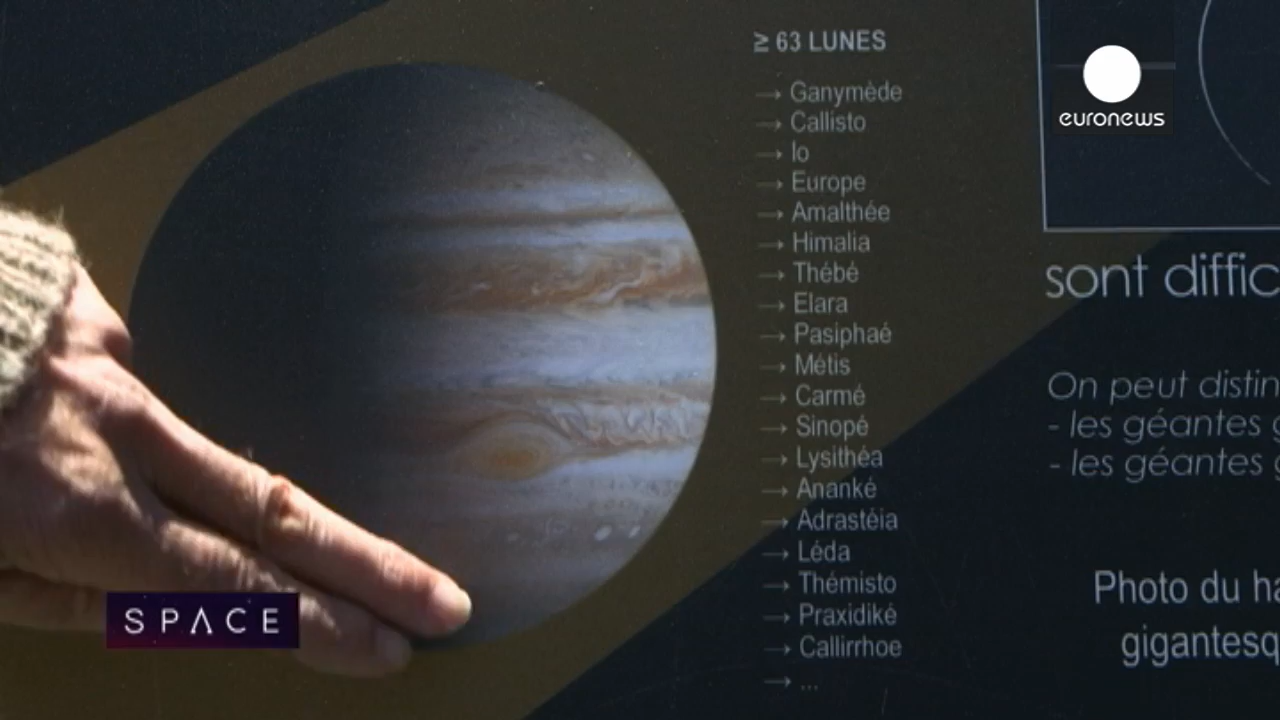 ≥ 63 LUNES
→ Ganymède
→ Callisto
→ Io
→ Europe
→ Amalthée
→ Himalia
→ Thébé
→ Elara
→ Pasiphaé
→ Métis
→ Carmé
→ Sinopé
→ Lysithéa
→ Ananké
→ Adrastéia
→ Léda
→ Thémisto
→ Praxidiké
→ Callirrhoe
→ ...
euronews
sont diffic
On peut distin
- les géantes g
- les géantes g
Photo du ha
gigantesq
SPACE